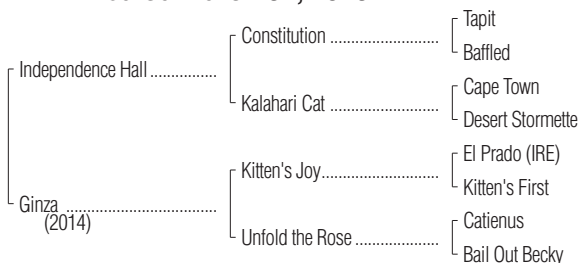 Tapit
Constitution
Baffled
Independence Hall
Cape Town
Kalahari Cat
Desert Stormette
El Prado (IRE)
Kitten's Joy
Kitten's First
Ginza
(2014)
Catienus
Unfold the Rose
Bail Out Becky